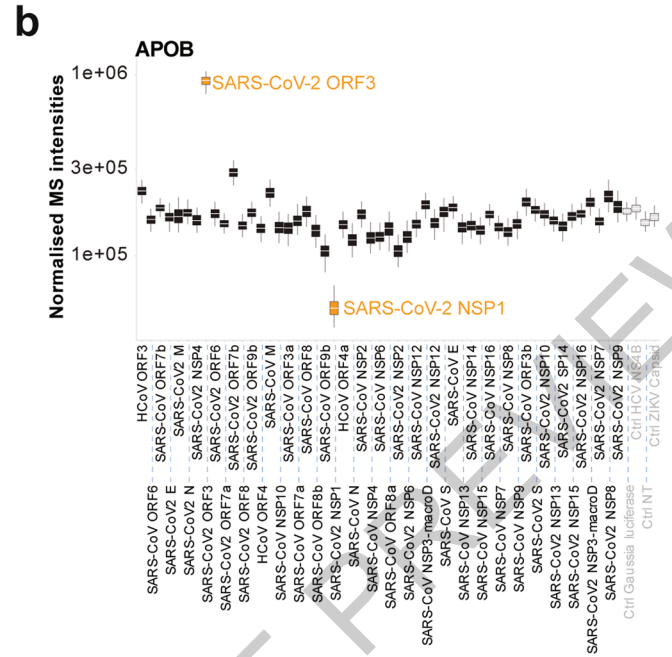 b
APOB
Normalised MS intensities
1e+06
3e+05
1e+05
SARS-CoV-2 ORF3
SARS-CoV-2 NSP1
HCoV ORF3
SARS-CoV ORF7b
SARS-CoV2 M
SARS-CoV2 NSP4
SARS-CoV2 ORF6
SARS-CoV2 ORF7b
SARS-CoV2 ORF9b
SARS-CoV M
SARS-CoV ORF3a
SARS-CoV ORF8
SARS-CoV ORF9b
HCoV ORF4a
SARS-CoV NSP2
SARS-CoV NSP6
SARS-CoV2 NSP2
SARS-CoV NSP12
SARS-CoV2 NSP12
SARS-CoV E
SARS-CoV NSP14
SARS-CoV NSP16
SARS-CoV NSP8
SARS-CoV ORF3b
SARS-CoV2 NSP10
SARS-CoV2 SP14
SARS-CoV2 NSP16
SARS-CoV2 NSP7
SARS-CoV2 NSP9
Ctrl HCV NS4B
Ctrl ZIKV Capsid
SARS-CoV ORF6
SARS-CoV2 E
SARS-CoV2 N
SARS-CoV2 ORF3
SARS-CoV2 ORF7a
SARS-CoV2 ORF8
HCoV ORF4
SARS-CoV NSP10
SARS-CoV ORF7a
SARS-CoV ORF8b
SARS-CoV2 NSP1
SARS-CoV N
SARS-CoV NSP4
SARS-CoV ORF8a
SARS-CoV2 NSP6
SARS-CoV NSP3-macroD
SARS-CoV S
SARS-CoV NSP13
SARS-CoV NSP15
SARS-CoV NSP7
SARS-CoV NSP9
SARS-CoV2 S
SARS-CoV2 NSP13
SARS-CoV2 NSP15
SARS-CoV2 NSP3-macroD
SARS-CoV2 NSP8
Ctrl Gaussia luciferase
Ctrl NT
PREVIEW